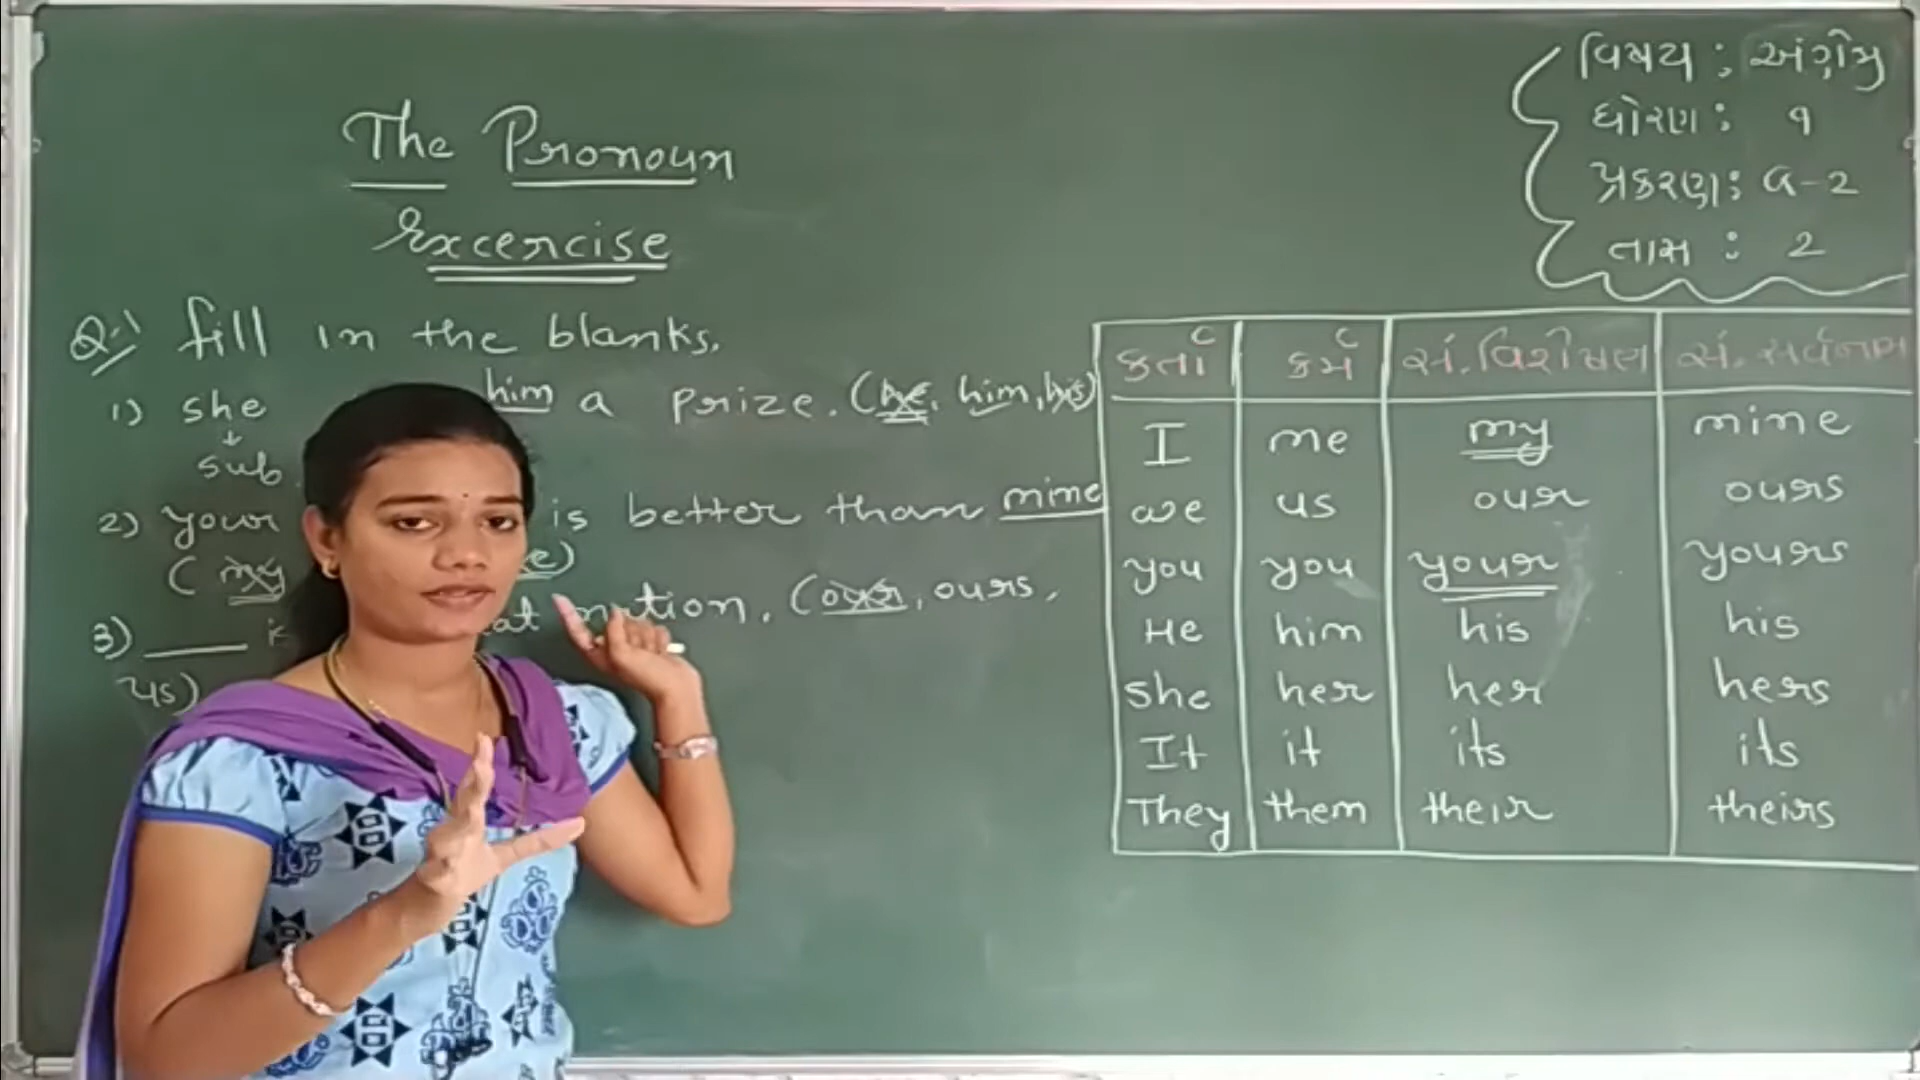 The Pronoun
Excercise
વિષય : અંગ્રેજી
ધોરણ : ૧
પ્રકરણ : a-2
તાસ : 2
Q-1 fill in the blanks.
1) she him a prize. (he, him, his)
sub
2) your is better than mine
(my
3) ____ is nation. (our, ours,
us)
કર્તા કર્મ સં. વિશેષણ સં. સર્વનામ
I me my mine
we us our ours
you you your yours
He him his his
she her her hers
It it its its
They them their theirs